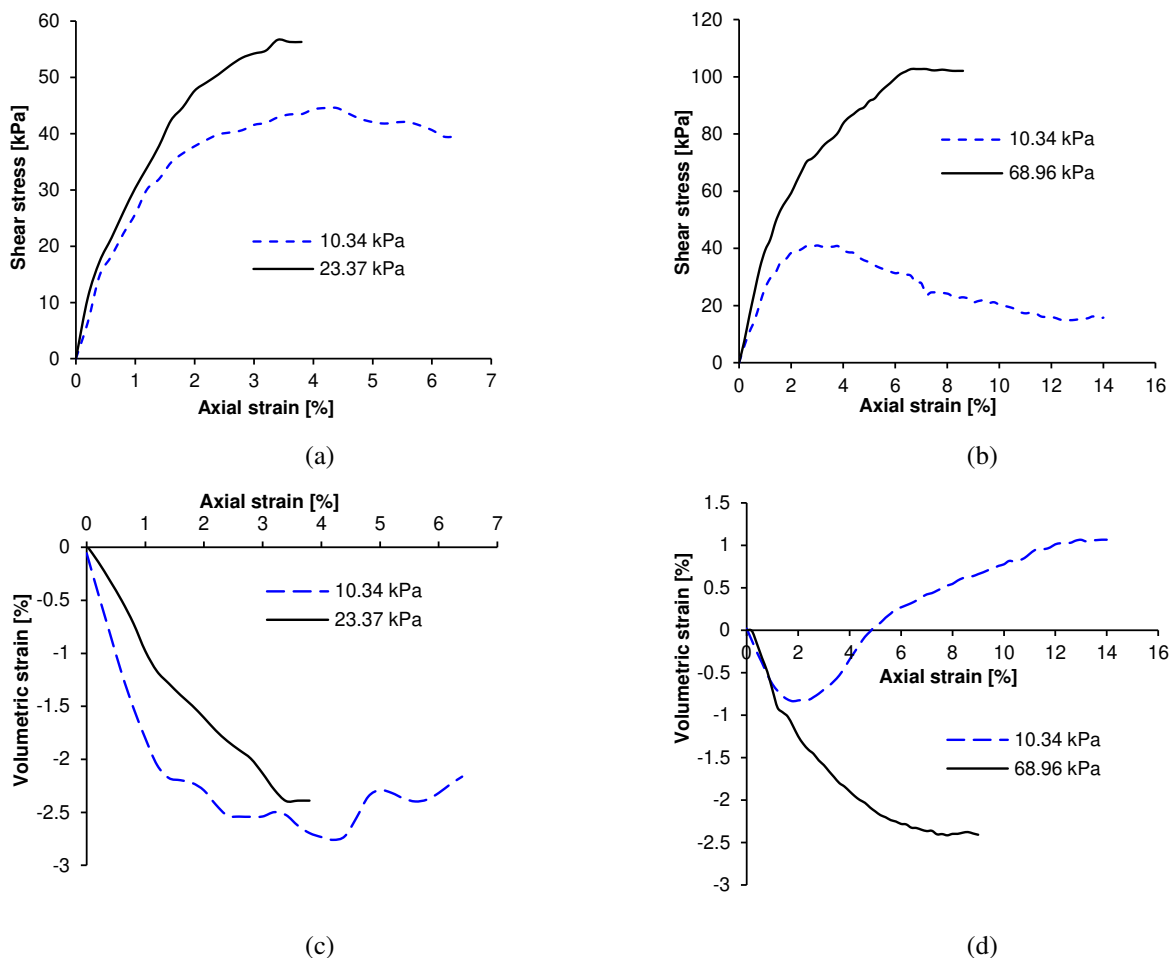 60
50
40
30
20
10
0
Shear stress [kPa]
10.34 kPa
23.37 kPa
0 1 2 3 4 5 6 7
Axial strain [%]
(a)
120
100
80
60
40
20
0
Shear stress [kPa]
10.34 kPa
68.96 kPa
0 2 4 6 8 10 12 14 16
Axial strain [%]
(b)
Axial strain [%]
0 1 2 3 4 5 6 7
0
-0.5
-1
-1.5
-2
-2.5
-3
Volumetric strain [%]
10.34 kPa
23.37 kPa
(c)
1.5
1
0.5
0
-0.5
-1
-1.5
-2
-2.5
-3
Volumetric strain [%]
0 2 4 6 8 10 12 14 16
Axial strain [%]
10.34 kPa
68.96 kPa
(d)